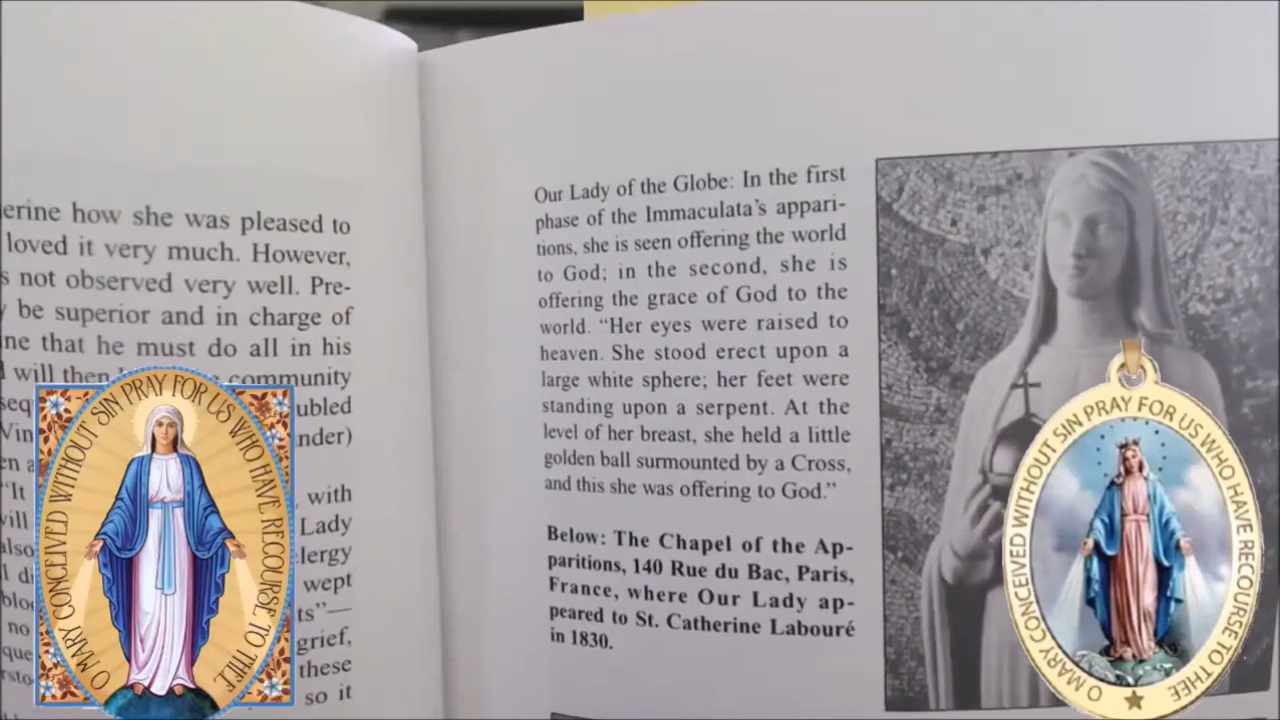 erine how she was pleased to
loved it very much. However,
s not observed very well. Pre-
be superior and in charge of
ne that he must do all in his
will then community
ubled
nder)
"It with
Lady
also lergy
wept
ts"—
no grief,
que these
so it
O MARY CONCEIVED WITHOUT SIN PRAY FOR US WHO HAVE RECOURSE TO THEE
Our Lady of the Globe: In the first
phase of the Immaculata's appari-
tions, she is seen offering the world
to God; in the second, she is
offering the grace of God to the
world. "Her eyes were raised to
heaven. She stood erect upon a
large white sphere; her feet were
standing upon a serpent. At the
level of her breast, she held a little
golden ball surmounted by a Cross,
and this she was offering to God."
Below: The Chapel of the Ap-
paritions, 140 Rue du Bac, Paris,
France, where Our Lady ap-
peared to St. Catherine Labouré
in 1830.
O MARY CONCEIVED WITHOUT SIN PRAY FOR US WHO HAVE RECOURSE TO THEE